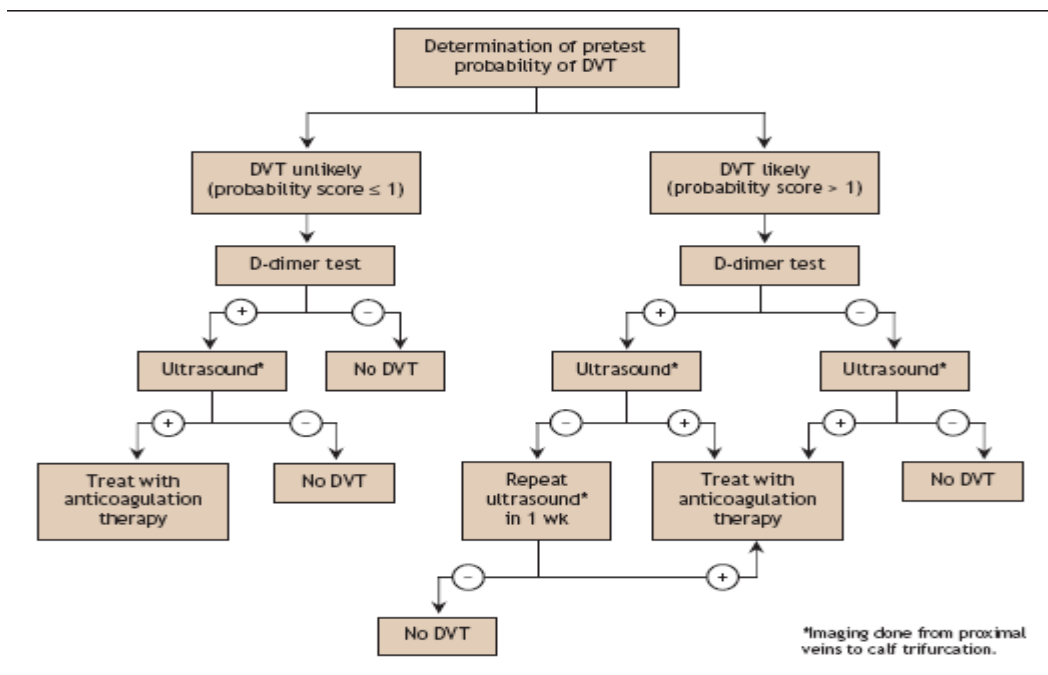 Determination of pretest
probability of DVT
DVT unlikely
(probability score ≤ 1)
DVT likely
(probability score > 1)
D-dimer test
D-dimer test
+
−
+
−
Ultrasound*
No DVT
Ultrasound*
Ultrasound*
+
−
−
+
+
−
Treat with
anticoagulation
therapy
No DVT
Repeat
ultrasound*
in 1 wk
Treat with
anticoagulation
therapy
No DVT
−
+
No DVT
*Imaging done from proximal
veins to calf trifurcation.